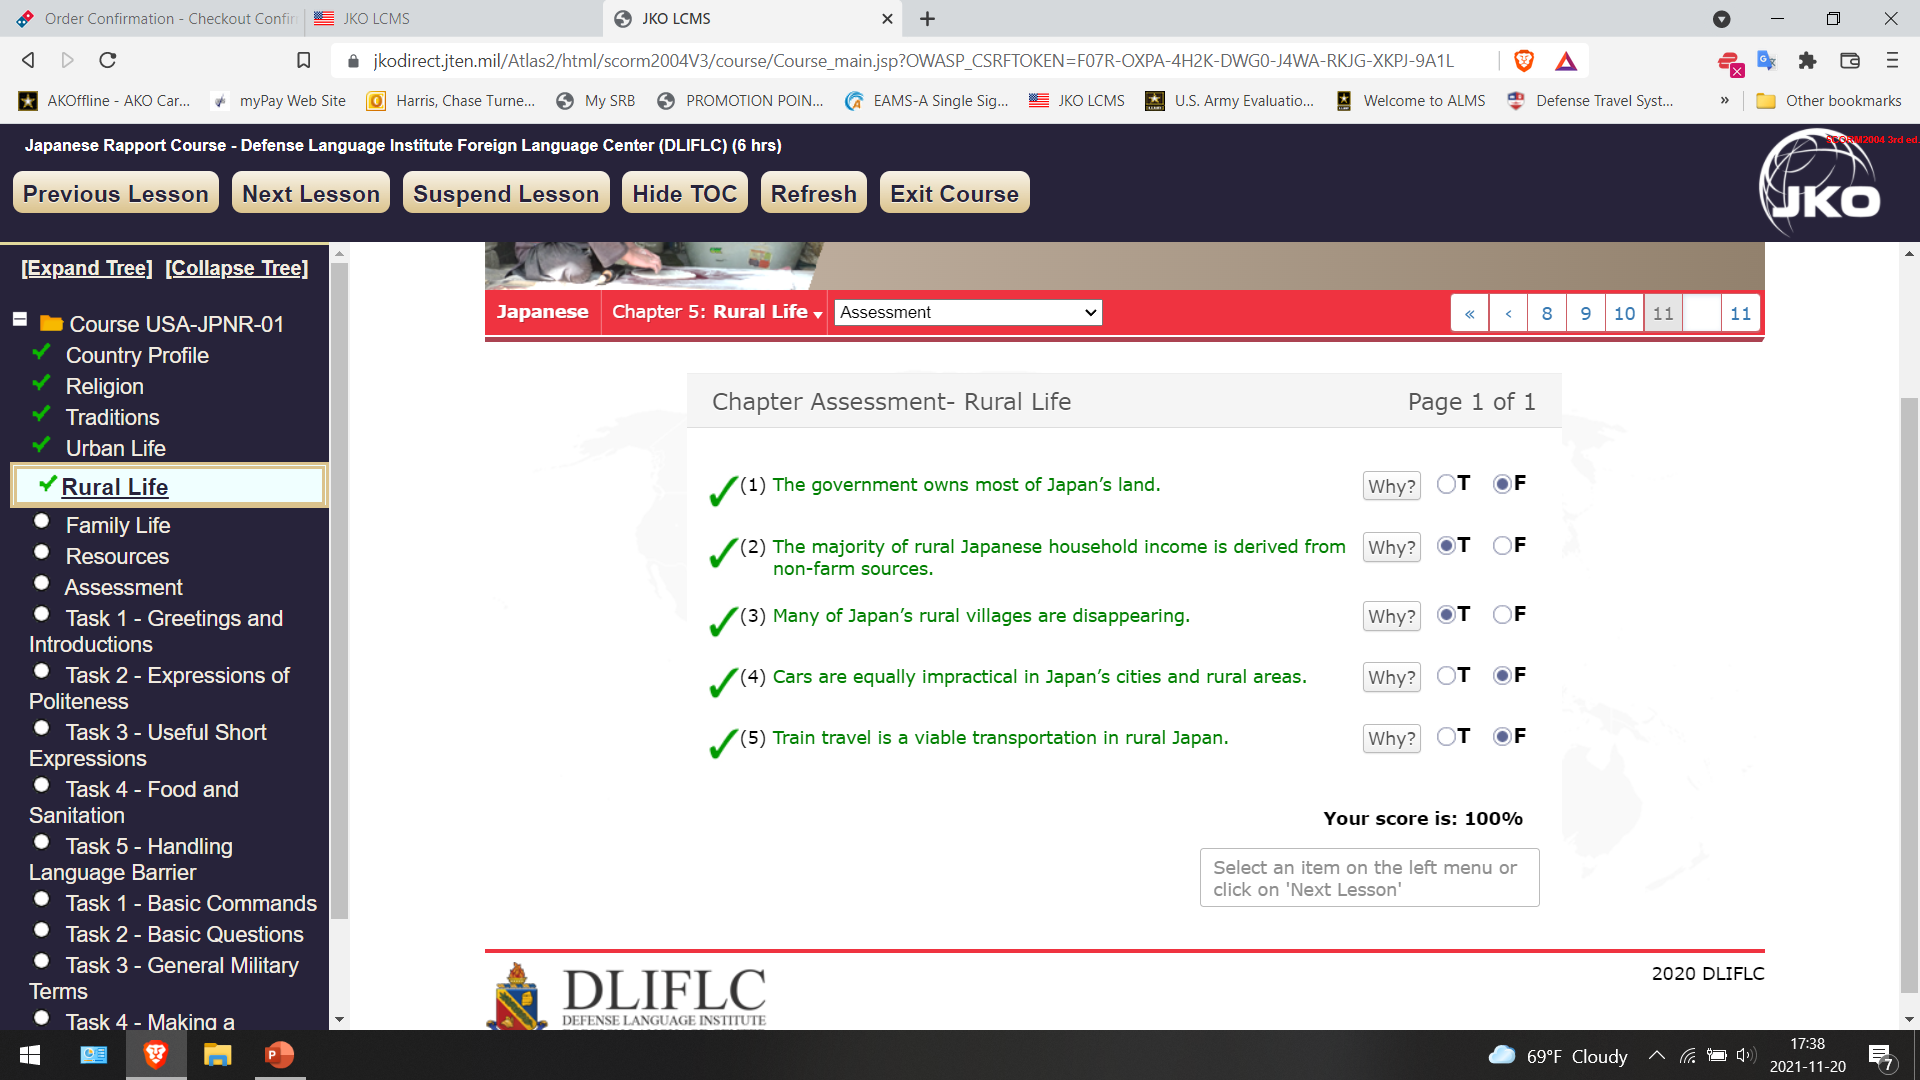 Order Confirmation - Checkout Confir
JKO LCMS
JKO LCMS
jkodirect.jten.mil/Atlas2/html/scorm2004V3/course/Course_main.jsp?OWASP_CSRFTOKEN=F07R-OXPA-4H2K-DWG0-J4WA-RKJG-XKPJ-9A1L
AKOffline - AKO Car...
myPay Web Site
Harris, Chase Turne...
My SRB
PROMOTION POIN...
EAMS-A Single Sig...
JKO LCMS
U.S. Army Evaluatio...
Welcome to ALMS
Defense Travel Syst...
»
Other bookmarks
Japanese Rapport Course - Defense Language Institute Foreign Language Center (DLIFLC) (6 hrs)
SCORM2004 3rd ed.
Previous Lesson
Next Lesson
Suspend Lesson
Hide TOC
Refresh
Exit Course
JKO
[Expand Tree] [Collapse Tree]
Course USA-JPNR-01
Country Profile
Religion
Traditions
Urban Life
Rural Life
Family Life
Resources
Assessment
Task 1 - Greetings and
Introductions
Task 2 - Expressions of
Politeness
Task 3 - Useful Short
Expressions
Task 4 - Food and
Sanitation
Task 5 - Handling
Language Barrier
Task 1 - Basic Commands
Task 2 - Basic Questions
Task 3 - General Military
Terms
Task 4 - Making a
Japanese
Chapter 5: Rural Life
Assessment
« ‹ 8 9 10 11 11
Chapter Assessment- Rural Life
Page 1 of 1
(1) The government owns most of Japan’s land. Why? T F
(2) The majority of rural Japanese household income is derived from Why? T F
non-farm sources.
(3) Many of Japan’s rural villages are disappearing. Why? T F
(4) Cars are equally impractical in Japan’s cities and rural areas. Why? T F
(5) Train travel is a viable transportation in rural Japan. Why? T F
Your score is: 100%
Select an item on the left menu or
click on 'Next Lesson'
DLIFLC
DEFENSE LANGUAGE INSTITUTE
2020 DLIFLC
69°F Cloudy
17:38
2021-11-20
7